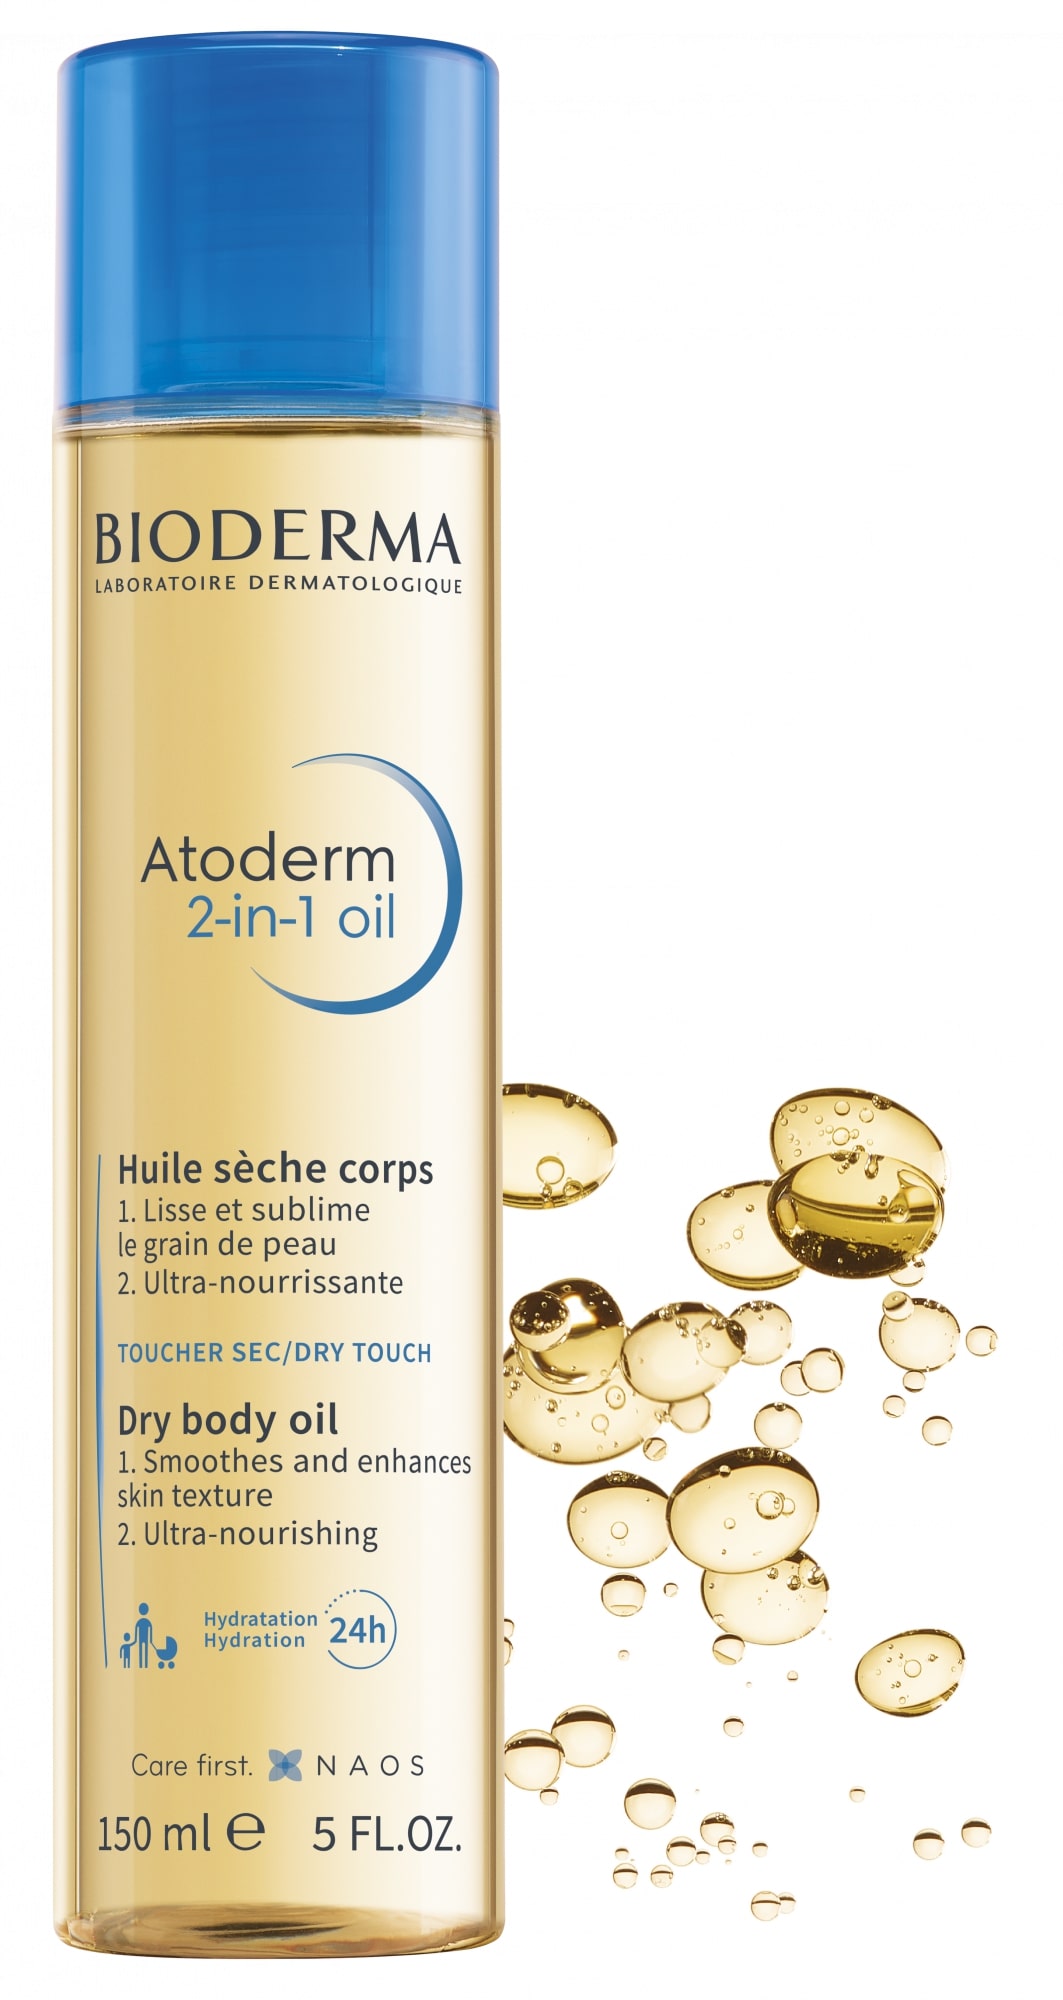 BIODERMA
LABORATOIRE DERMATOLOGIQUE
Atoderm
2-in-1 oil
Huile sèche corps
1. Lisse et sublime
le grain de peau
2. Ultra-nourrissante
TOUCHER SEC/DRY TOUCH
Dry body oil
1. Smoothes and enhances
skin texture
2. Ultra-nourishing
Hydratation
Hydration
24h
Care first. NAOS
150 ml ℮ 5 FL.OZ.